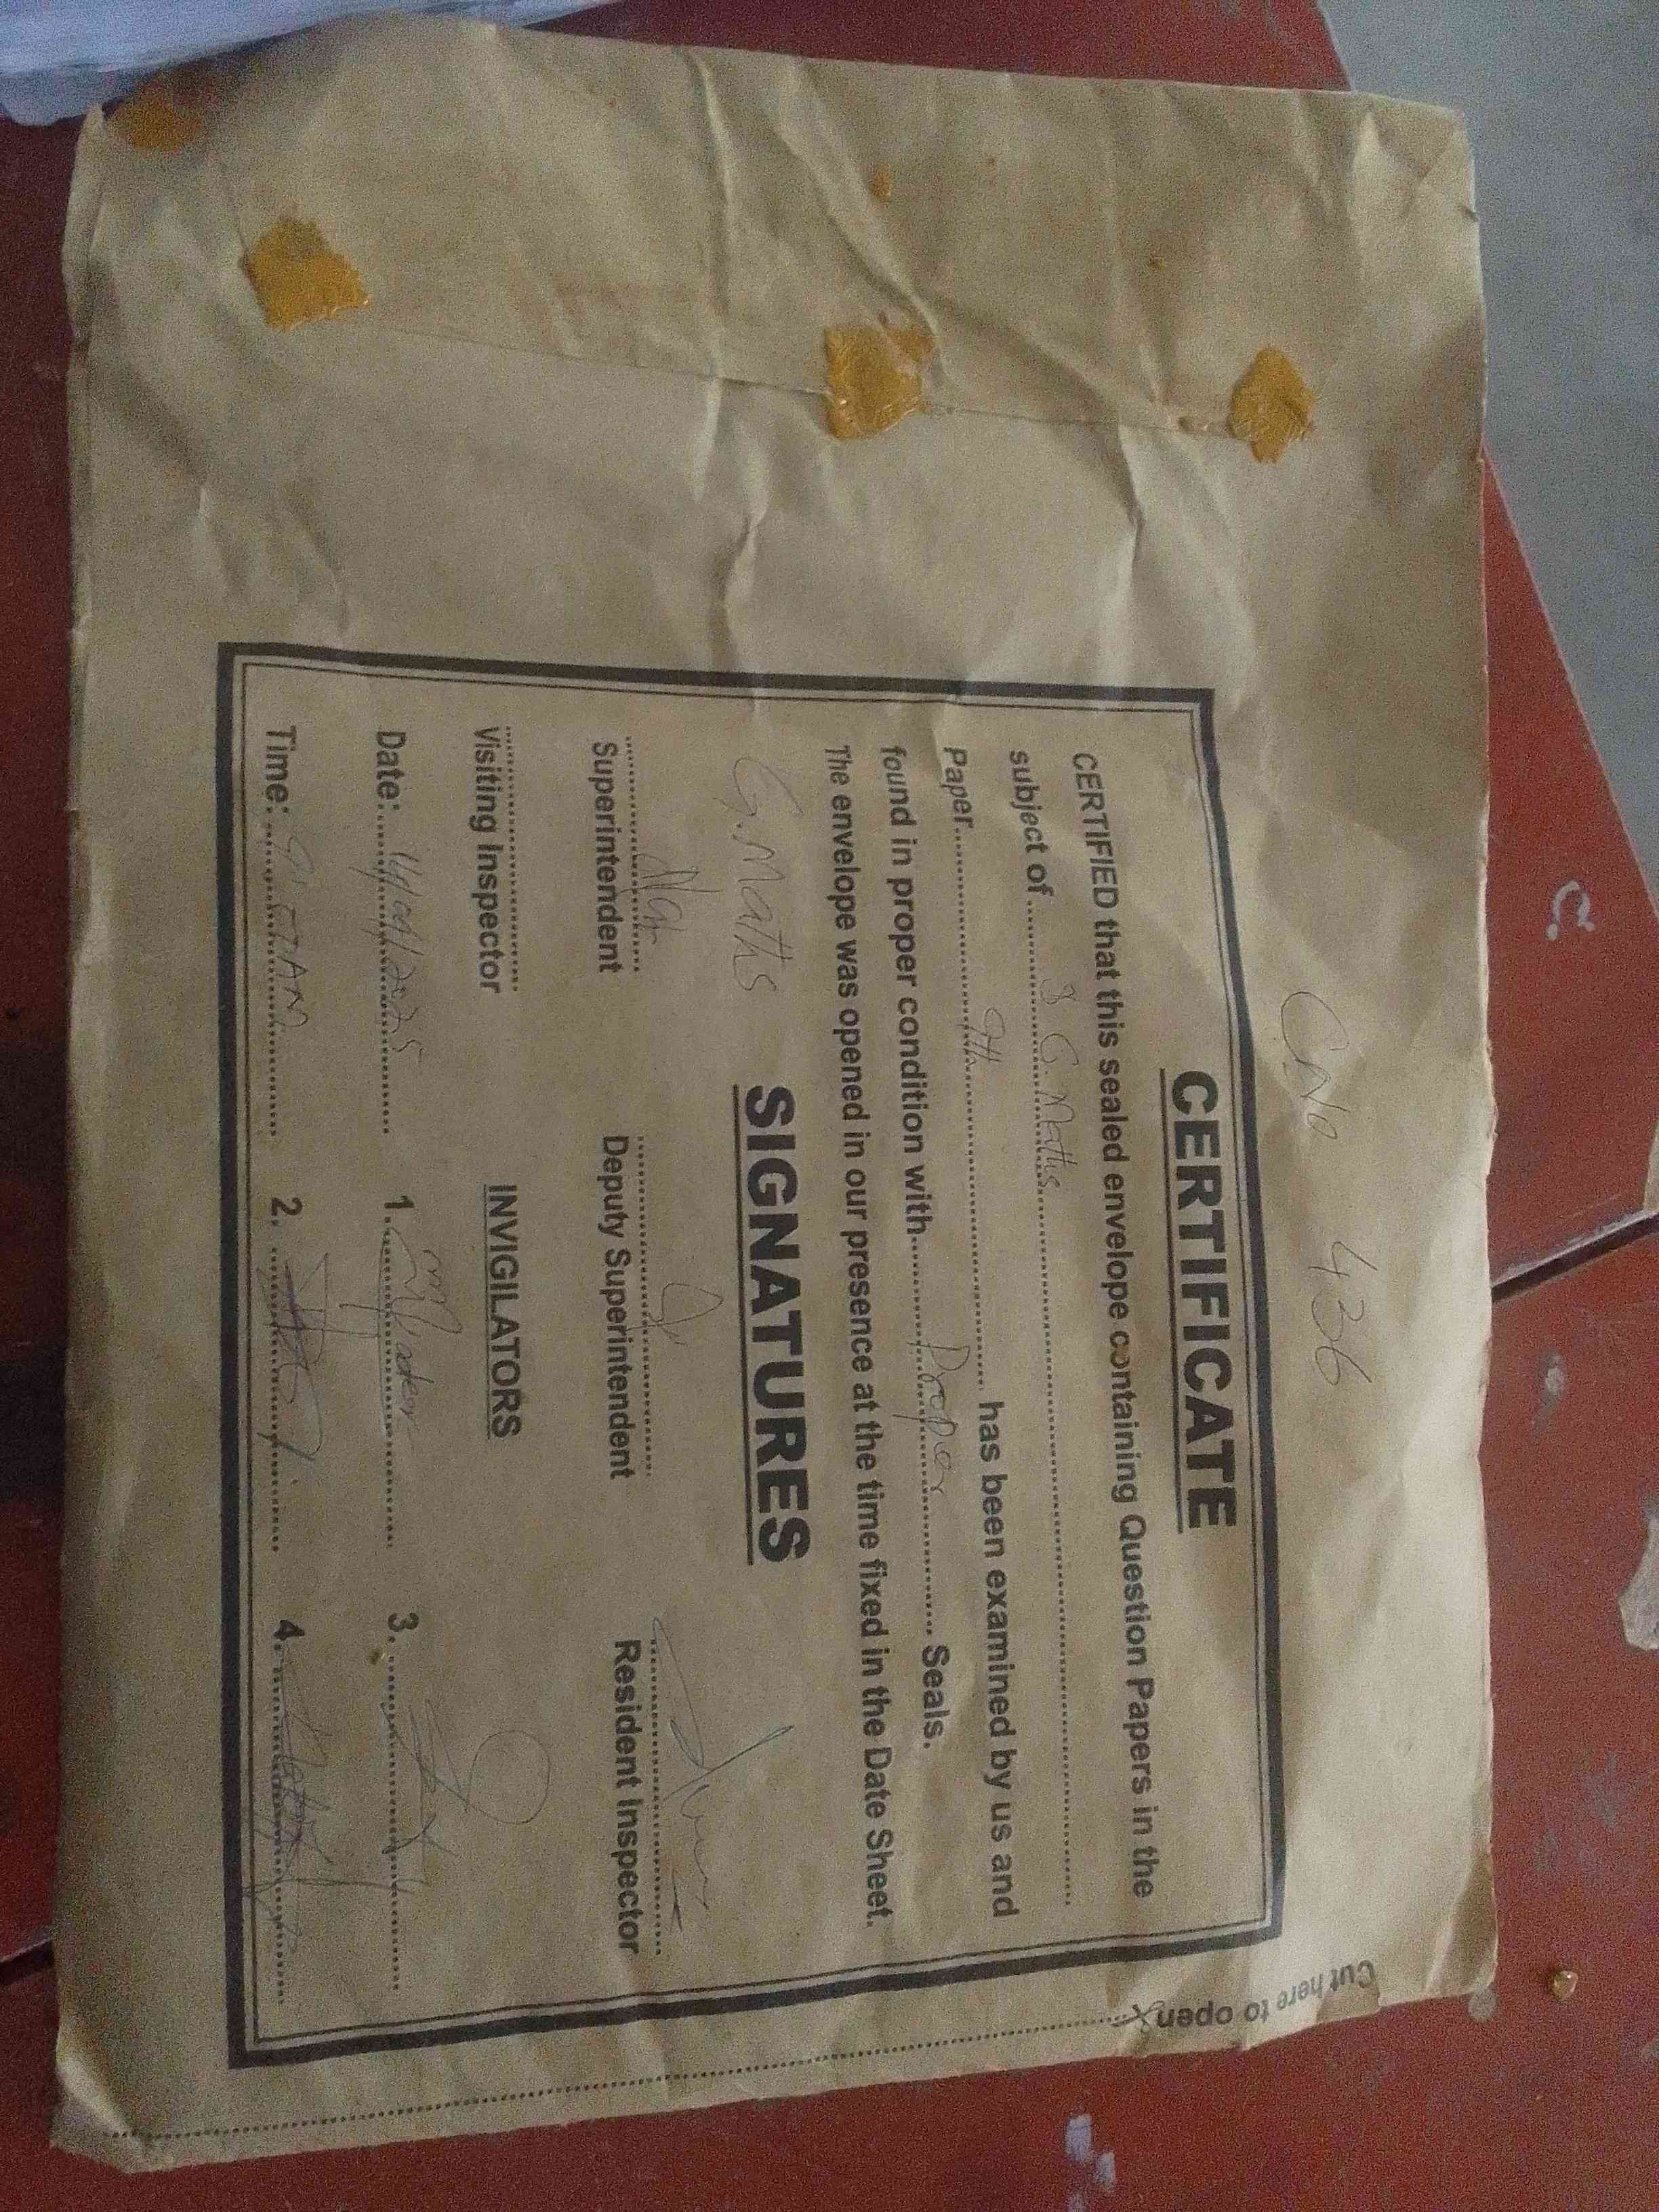 C No 436
CERTIFICATE
CERTIFIED that this sealed envelope containing Question Papers in the
subject of ........ G. Maths ........
Paper ........ 9th ........ has been examined by us and
found in proper condition with ........ Proper ........ Seals.
The envelope was opened in our presence at the time fixed in the Date Sheet.
G. Maths SIGNATURES
Superintendent Deputy Superintendent Resident Inspector
Visiting Inspector INVIGILATORS
Date: ........ 1. ........ 3. ........
Time: ........ 2. ........ 4. ........
Cut here to open